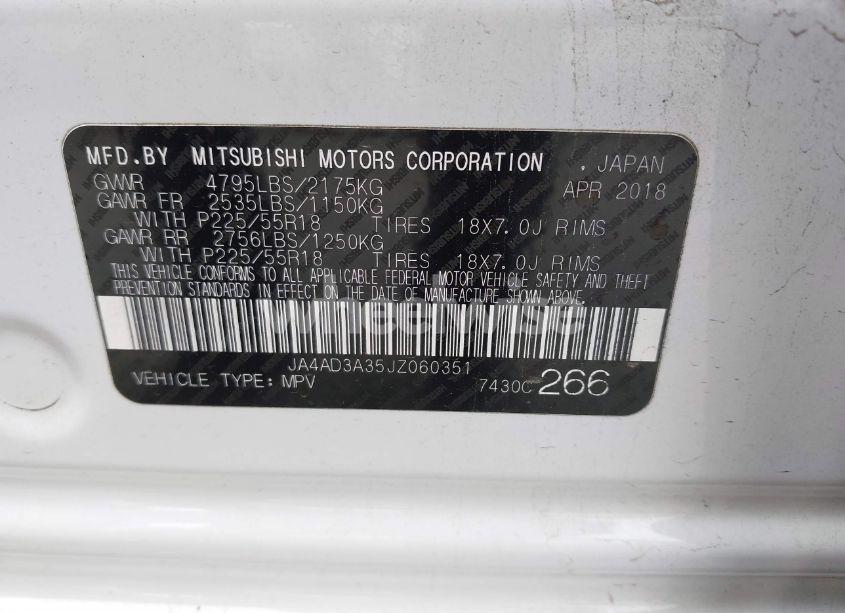 MFD.BY MITSUBISHI MOTORS CORPORATION . JAPAN
GVWR 4795LBS/2175KG APR 2018
GAWR FR 2535LBS/1150KG
WITH P225/55R18 TIRES 18X7.0J RIMS
GAWR RR 2756LBS/1250KG
WITH P225/55R18 TIRES 18X7.0J RIMS
THIS VEHICLE CONFORMS TO ALL APPLICABLE FEDERAL MOTOR VEHICLE SAFETY AND THEFT
PREVENTION STANDARDS IN EFFECT ON THE DATE OF MANUFACTURE SHOWN ABOVE.
Wheelwise
JA4AD3A35JZ060351
VEHICLE TYPE: MPV 7430C 266